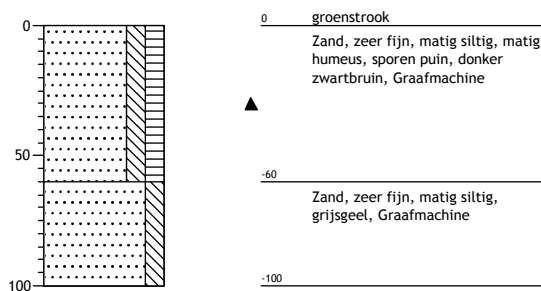 0
50
100
0 groenstrook
Zand, zeer fijn, matig siltig, matig
humeus, sporen puin, donker
zwartbruin, Graafmachine
-60
Zand, zeer fijn, matig siltig,
grijsgeel, Graafmachine
-100